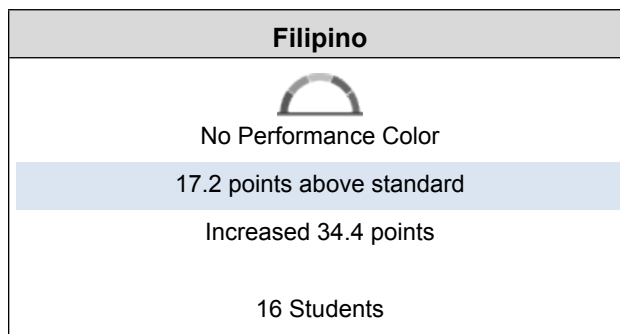 Filipino
No Performance Color
17.2 points above standard
Increased 34.4 points
16 Students